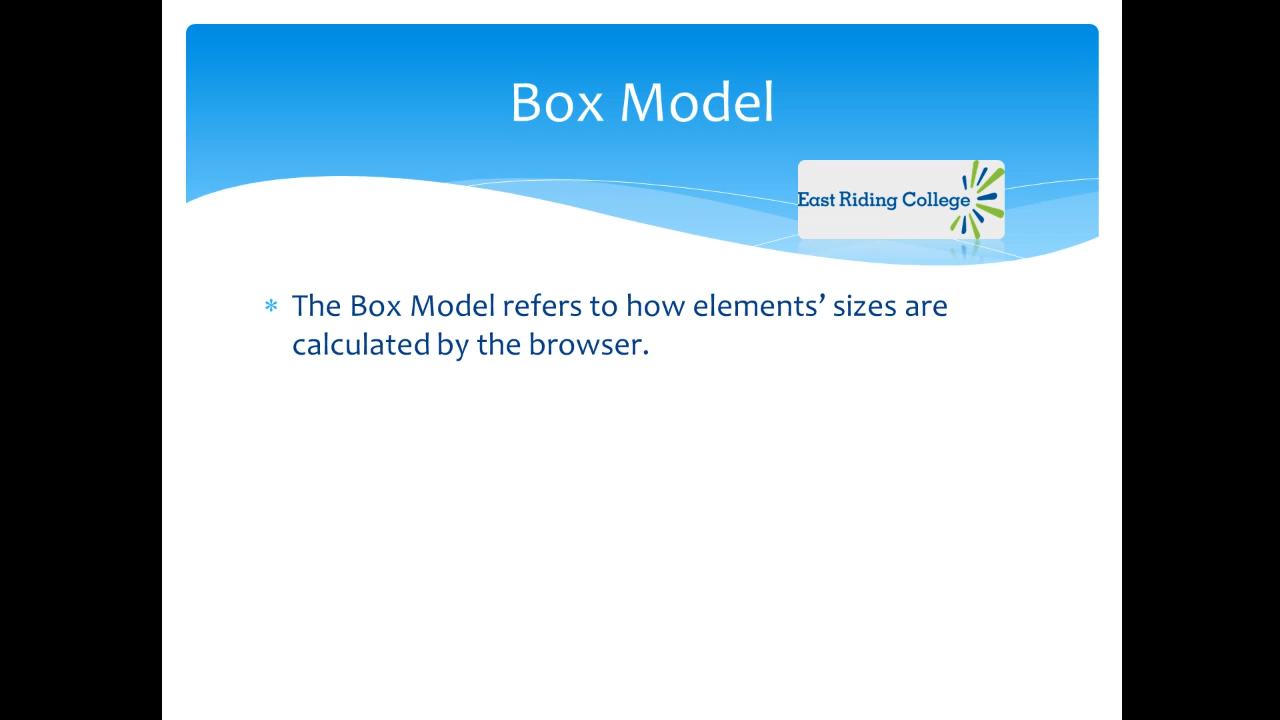 Box Model
East Riding College
* The Box Model refers to how elements’ sizes are
calculated by the browser.